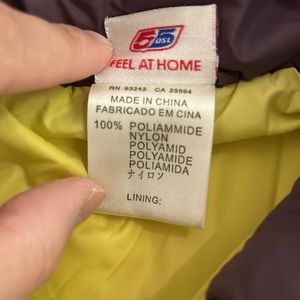 55 DSL
FEEL AT HOME
RN 93243 CA 25594
MADE IN CHINA
FABRICADO EM CINA
100% POLIAMMIDE
NYLON
POLYAMID
POLYAMIDE
POLIAMIDA
ナイロン
LINING: